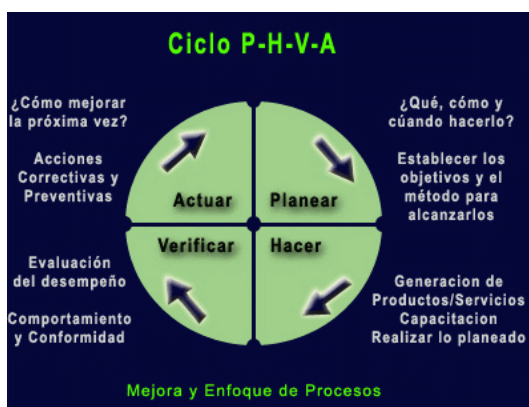 Ciclo P-H-V-A
¿Cómo mejorar
la próxima vez?
Acciones
Correctivas y
Preventivas
¿Qué, cómo y
cúando hacerlo?
Establecer los
objetivos y el
método para
alcanzarlos
Actuar
Planear
Verificar
Hacer
Evaluación
del desempeño
Comportamiento
y Conformidad
Generacion de
Productos/Servicios
Capacitacion
Realizar lo planeado
Mejora y Enfoque de Procesos